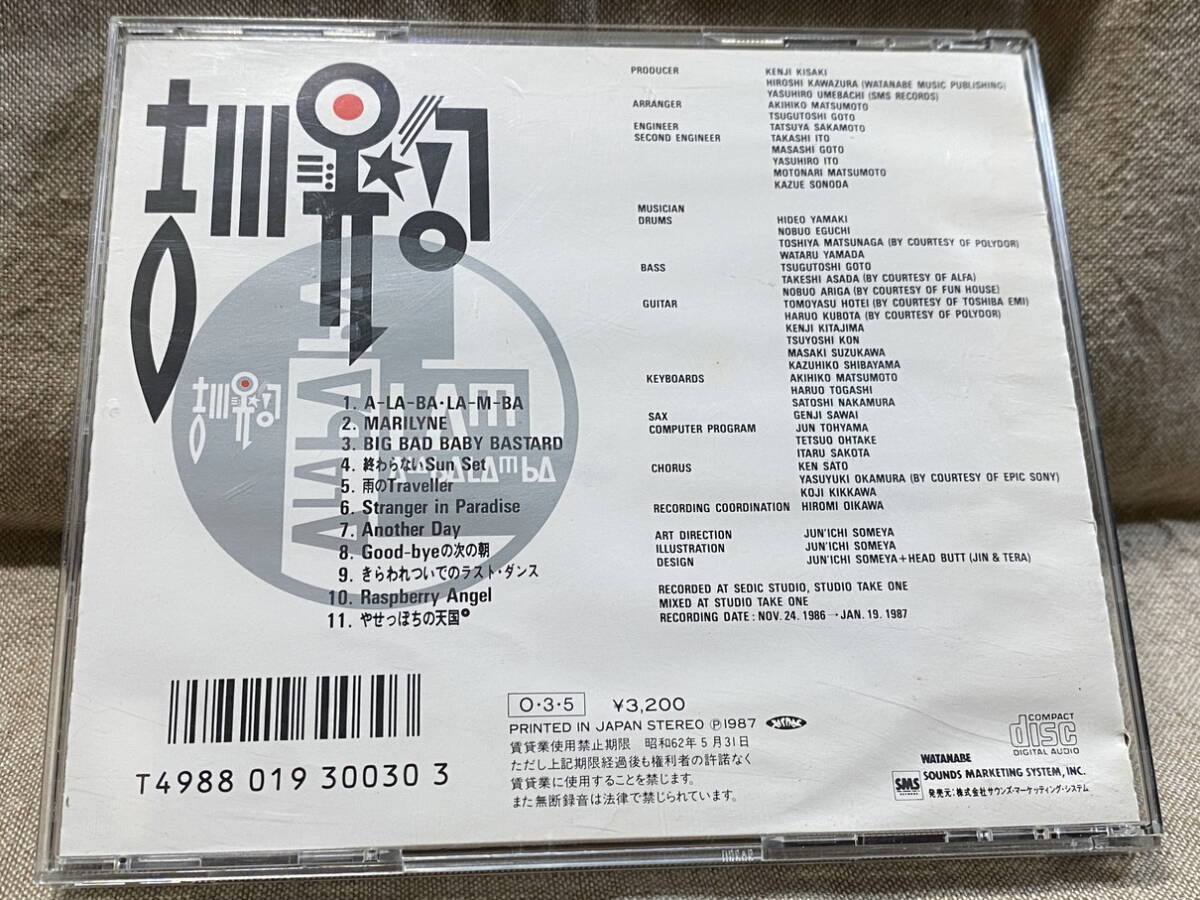 PRODUCER KENJI KISAKI
HIROSHI KAWAZURA (WATANABE MUSIC PUBLISHING)
YASUHIRO UMEBACHI (SMS RECORDS)
ARRANGER AKIHIKO MATSUMOTO
TSUGUTOSHI GOTO
ENGINEER TATSUYA SAKAMOTO
SECOND ENGINEER TAKASHI ITO
MASASHI GOTO
YASUHIRO ITO
MOTONARI MATSUMOTO
KAZUE SONODA
MUSICIAN
DRUMS HIDEO YAMAKI
NOBUO EGUCHI
TOSHIYA MATSUNAGA (BY COURTESY OF POLYDOR)
WATARU YAMADA
BASS TSUGUTOSHI GOTO
TAKESHI ASADA (BY COURTESY OF ALFA)
NOBUO ARIGA (BY COURTESY OF FUN HOUSE)
GUITAR TOMOYASU HOTEI (BY COURTESY OF TOSHIBA EMI)
HARUO KUBOTA (BY COURTESY OF POLYDOR)
KENJI KITAJIMA
TSUYOSHI KON
MASAKI SUZUKAWA
KAZUHIKO SHIBAYAMA
KEYBOARDS AKIHIKO MATSUMOTO
HARUO TOGASHI
SATOSHI NAKAMURA
SAX GENJI SAWAI
COMPUTER PROGRAM JUN TOHYAMA
TETSUO OHTAKE
ITARU SAKOTA
CHORUS KEN SATO
YASUYUKI OKAMURA (BY COURTESY OF EPIC SONY)
KOJI KIKKAWA
RECORDING COORDINATION HIROMI OIKAWA
ART DIRECTION JUN'ICHI SOMEYA
ILLUSTRATION JUN'ICHI SOMEYA
DESIGN JUN'ICHI SOMEYA+HEAD BUTT (JIN & TERA)
RECORDED AT SEDIC STUDIO, STUDIO TAKE ONE
MIXED AT STUDIO TAKE ONE
RECORDING DATE: NOV. 24. 1986→JAN. 19. 1987
1. A-LA-BA・LA-M-BA
2. MARILYNE
3. BIG BAD BABY BASTARD
4. 終わらないSun Set
5. 雨のTraveller
6. Stranger in Paradise
7. Another Day
8. Good-byeの次の朝
9. きらわれついでのラスト・ダンス
10. Raspberry Angel
11. やせっぽちの天国
T4988 019 30030 3
O・3・5 ¥3,200
PRINTED IN JAPAN STEREO Ⓟ1987
賃貸業使用禁止期限 昭和62年5月31日
ただし上記期限経過後も権利者の許諾なく
賃貸業に使用することを禁じます。
また無断録音は法律で禁じられています。
COMPACT
disc
DIGITAL AUDIO
WATANABE
SMS
SOUNDS MARKETING SYSTEM, INC.
発売元:株式会社サウンズ・マーケッティング・システム